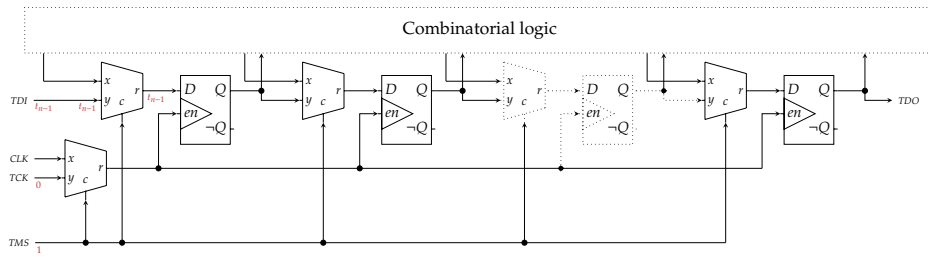 Combinatorial logic
x x x x
r D Q r D Q r D Q r D Q
TDI y c y c y c y c TDO
t_{n−1} t_{n−1} t_{n−1}
en en en en
¬Q ¬Q ¬Q ¬Q
CLK x
r
TCK y c
0
TMS
1